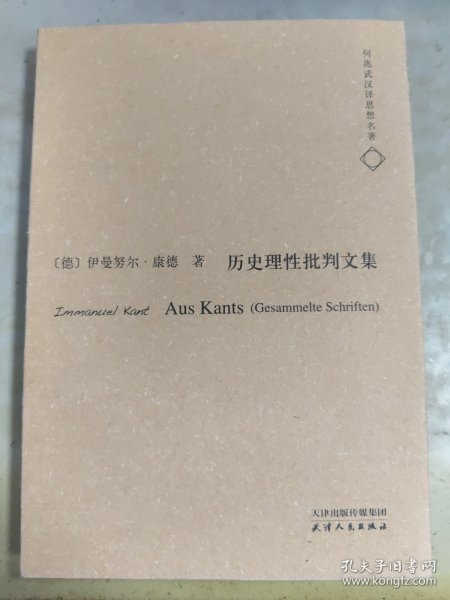 何兆武汉译思想名著
〔德〕伊曼努尔·康德 著 历史理性批判文集
Immanuel Kant Aus Kants (Gesammelte Schriften)
天津出版传媒集团
天津人民出版社
孔夫子旧书网
www.kongfz.com